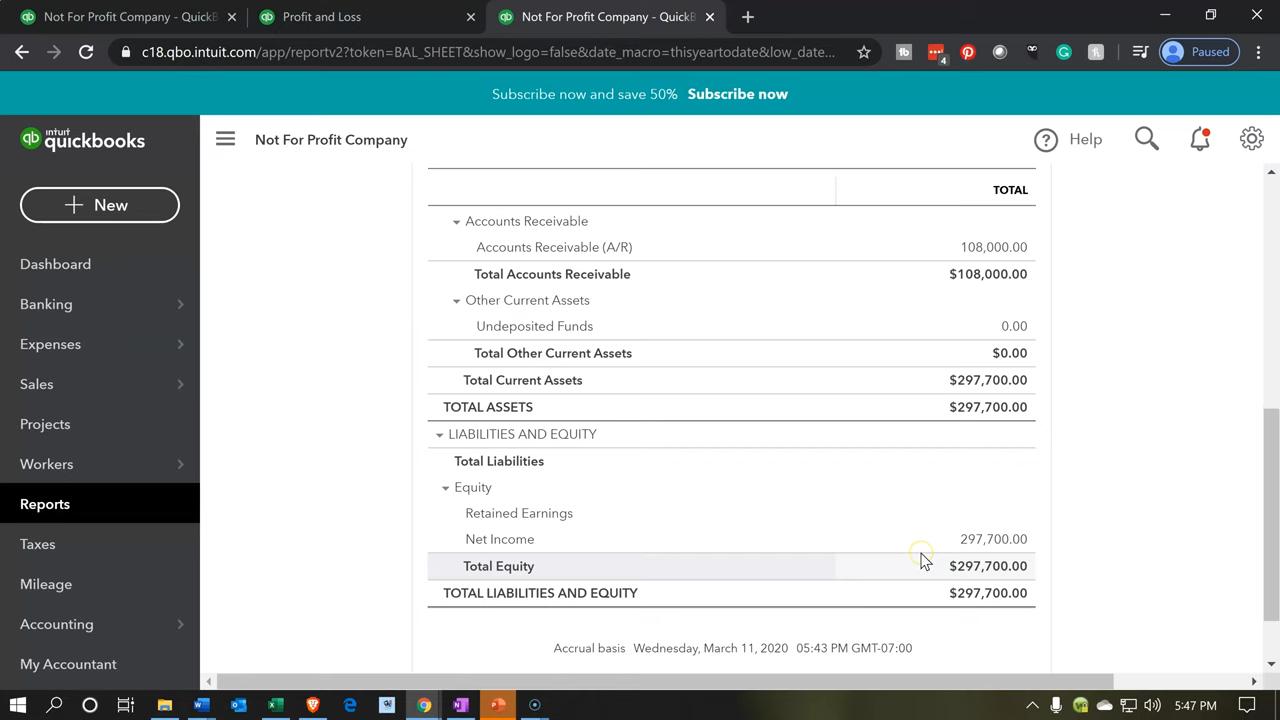 Not For Profit Company - QuickB
Profit and Loss
Not For Profit Company - QuickBo
c18.qbo.intuit.com/app/reportv2?token=BAL_SHEET&show_logo=false&date_macro=thisyeartodate&low_date...
4
Paused
Subscribe now and save 50% Subscribe now
intuit
quickbooks
Not For Profit Company
Help
New
Dashboard
Banking
Expenses
Sales
Projects
Workers
Reports
Taxes
Mileage
Accounting
My Accountant
TOTAL
Accounts Receivable
Accounts Receivable (A/R) 108,000.00
Total Accounts Receivable $108,000.00
Other Current Assets
Undeposited Funds 0.00
Total Other Current Assets $0.00
Total Current Assets $297,700.00
TOTAL ASSETS $297,700.00
LIABILITIES AND EQUITY
Total Liabilities
Equity
Retained Earnings
Net Income 297,700.00
Total Equity $297,700.00
TOTAL LIABILITIES AND EQUITY $297,700.00
Accrual basis Wednesday, March 11, 2020 05:43 PM GMT-07:00
5:47 PM